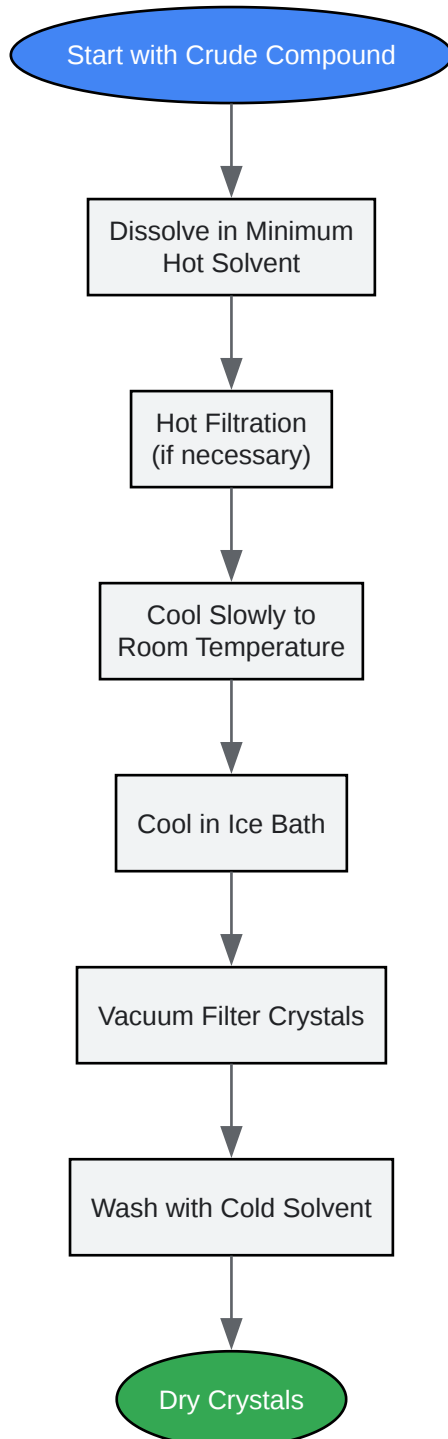 Start with Crude Compound
Dissolve in Minimum
Hot Solvent
Hot Filtration
(if necessary)
Cool Slowly to
Room Temperature
Cool in Ice Bath
Vacuum Filter Crystals
Wash with Cold Solvent
Dry Crystals